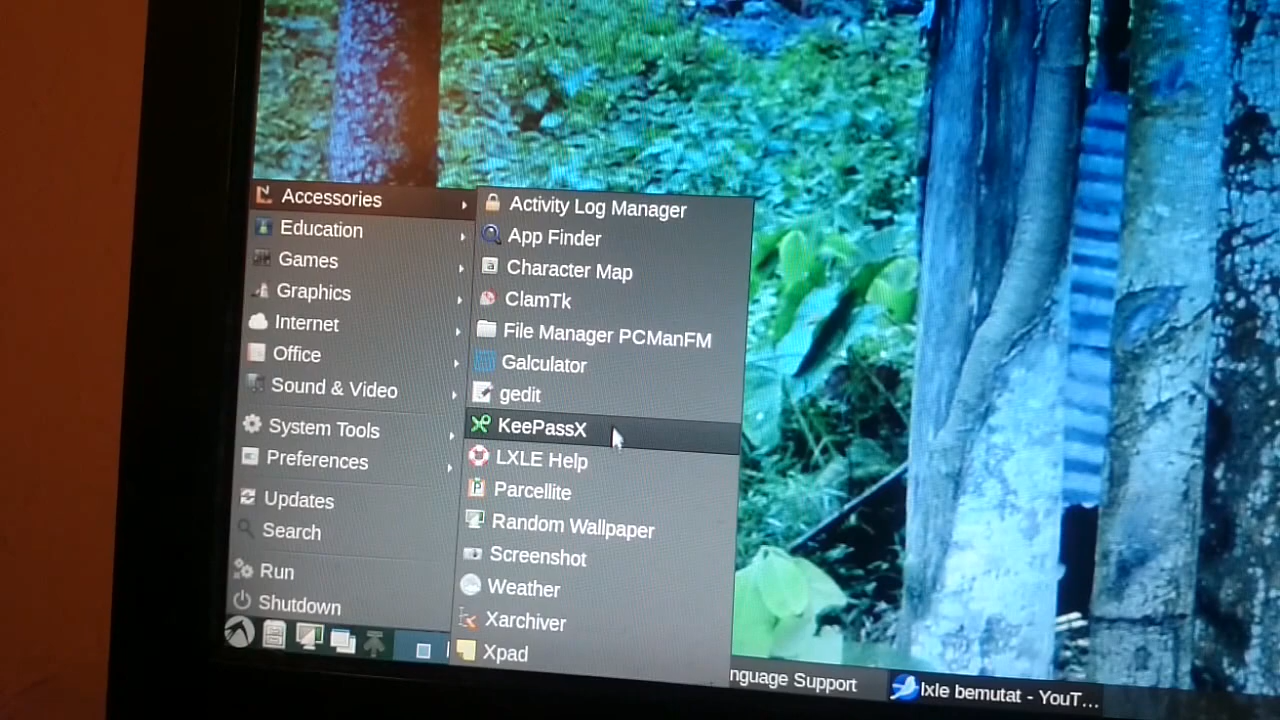 Accessories
Education
Games
Graphics
Internet
Office
Sound & Video
System Tools
Preferences
Updates
Search
Run
Shutdown
Activity Log Manager
App Finder
Character Map
ClamTk
File Manager PCManFM
Galculator
gedit
KeePassX
LXLE Help
Parcellite
Random Wallpaper
Screenshot
Weather
Xarchiver
Xpad
nguage Support
lxle bemutat - YouT...